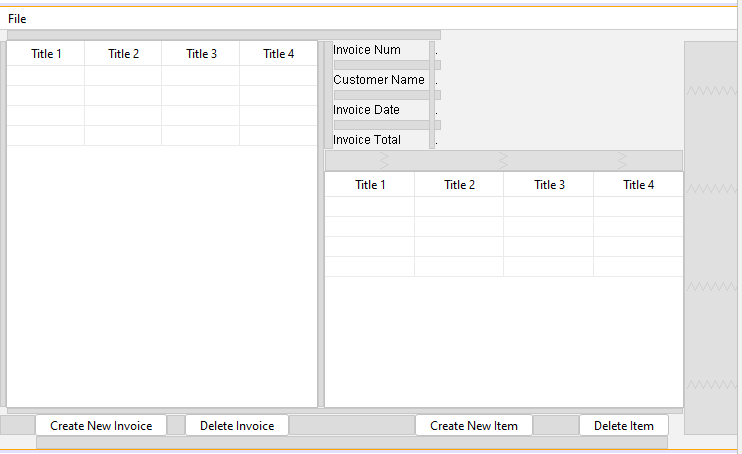 File
Title 1 Title 2 Title 3 Title 4
Invoice Num .
Customer Name .
Invoice Date .
Invoice Total .
Title 1 Title 2 Title 3 Title 4
Create New Invoice Delete Invoice Create New Item Delete Item